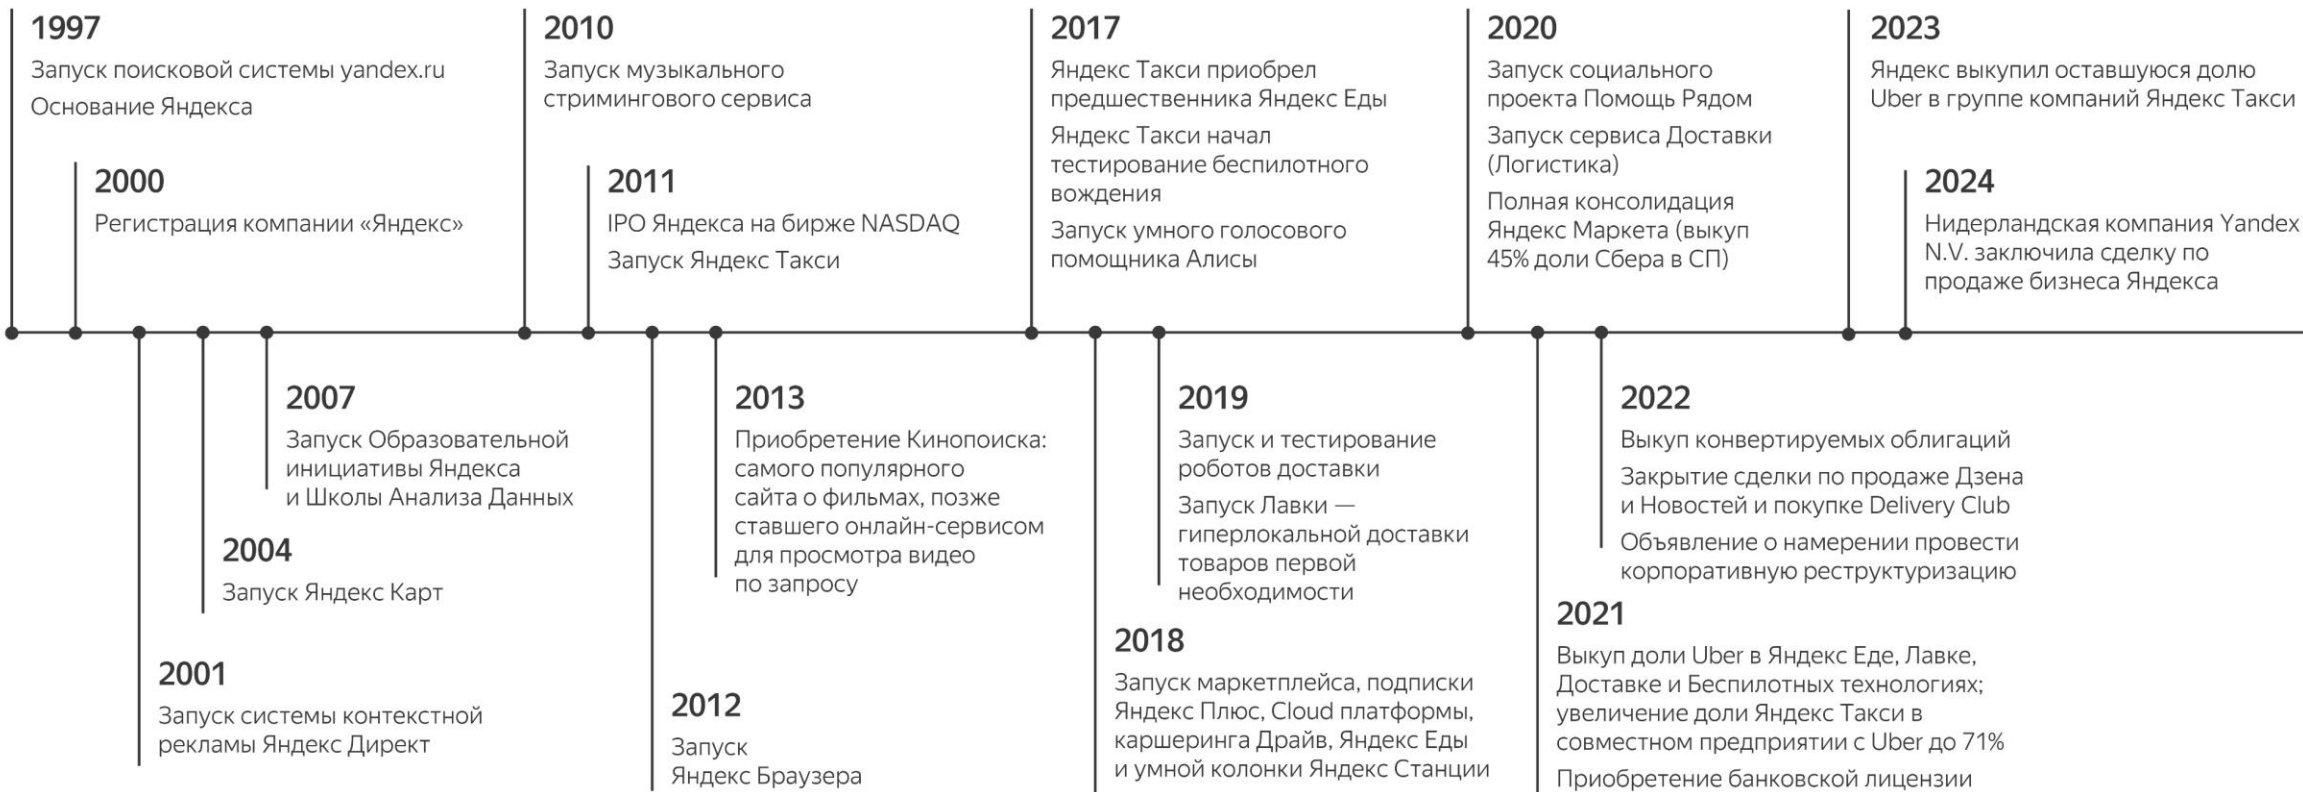 1997
Запуск поисковой системы yandex.ru
Основание Яндекса
2000
Регистрация компании «Яндекс»
2001
Запуск системы контекстной
рекламы Яндекс Директ
2004
Запуск Яндекс Карт
2007
Запуск Образовательной
инициативы Яндекса
и Школы Анализа Данных
2010
Запуск музыкального
стримингового сервиса
2011
IPO Яндекса на бирже NASDAQ
Запуск Яндекс Такси
2012
Запуск
Яндекс Браузера
2013
Приобретение Кинопоиска:
самого популярного
сайта о фильмах, позже
ставшего онлайн-сервисом
для просмотра видео
по запросу
2017
Яндекс Такси приобрел
предшественника Яндекс Еды
Яндекс Такси начал
тестирование беспилотного
вождения
Запуск умного голосового
помощника Алисы
2018
Запуск маркетплейса, подписки
Яндекс Плюс, Cloud платформы,
каршеринга Драйв, Яндекс Еды
и умной колонки Яндекс Станции
2019
Запуск и тестирование
роботов доставки
Запуск Лавки —
гиперлокальной доставки
товаров первой
необходимости
2020
Запуск социального
проекта Помощь Рядом
Запуск сервиса Доставки
(Логистика)
Полная консолидация
Яндекс Маркета (выкуп
45% доли Сбера в СП)
2021
Выкуп доли Uber в Яндекс Еде, Лавке,
Доставке и Беспилотных технологиях;
увеличение доли Яндекс Такси в
совместном предприятии с Uber до 71%
Приобретение банковской лицензии
2022
Выкуп конвертируемых облигаций
Закрытие сделки по продаже Дзена
и Новостей и покупке Delivery Club
Объявление о намерении провести
корпоративную реструктуризацию
2023
Яндекс выкупил оставшуюся долю
Uber в группе компаний Яндекс Такси
2024
Нидерландская компания Yandex
N.V. заключила сделку по
продаже бизнеса Яндекса